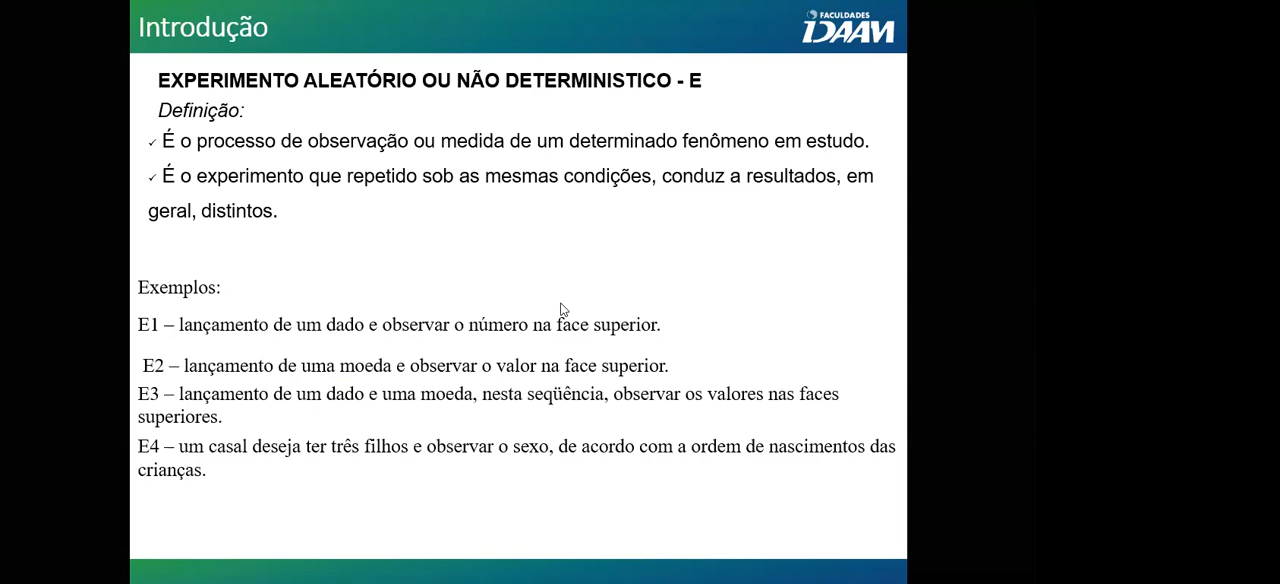 Introdução
FACULDADES
IDAAM
EXPERIMENTO ALEATÓRIO OU NÃO DETERMINISTICO - E
Definição:
✓ É o processo de observação ou medida de um determinado fenômeno em estudo.
✓ É o experimento que repetido sob as mesmas condições, conduz a resultados, em
geral, distintos.
Exemplos:
E1 – lançamento de um dado e observar o número na face superior.
E2 – lançamento de uma moeda e observar o valor na face superior.
E3 – lançamento de um dado e uma moeda, nesta seqüência, observar os valores nas faces
superiores.
E4 – um casal deseja ter três filhos e observar o sexo, de acordo com a ordem de nascimentos das
crianças.